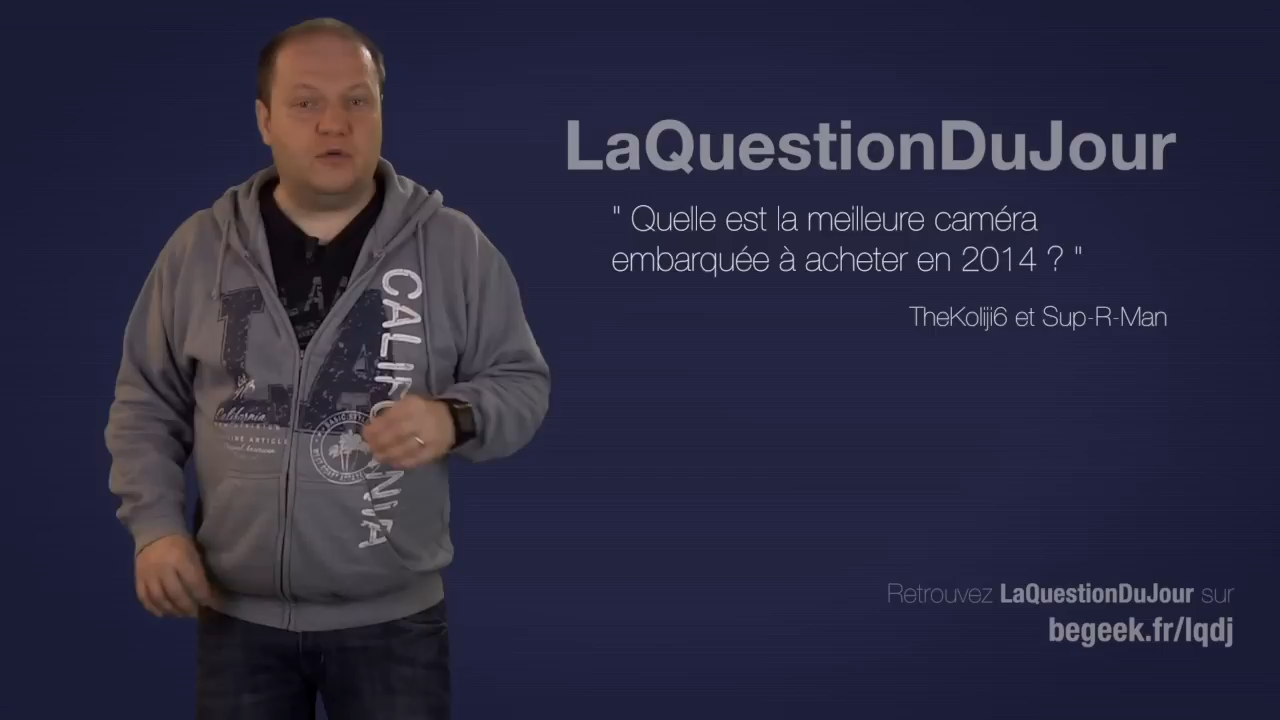 LaQuestionDuJour
" Quelle est la meilleure caméra
embarquée à acheter en 2014 ? "
TheKoliji6 et Sup-R-Man
CALIFORNIA
LA
California
Retrouvez LaQuestionDuJour sur
begeek.fr/lqdj